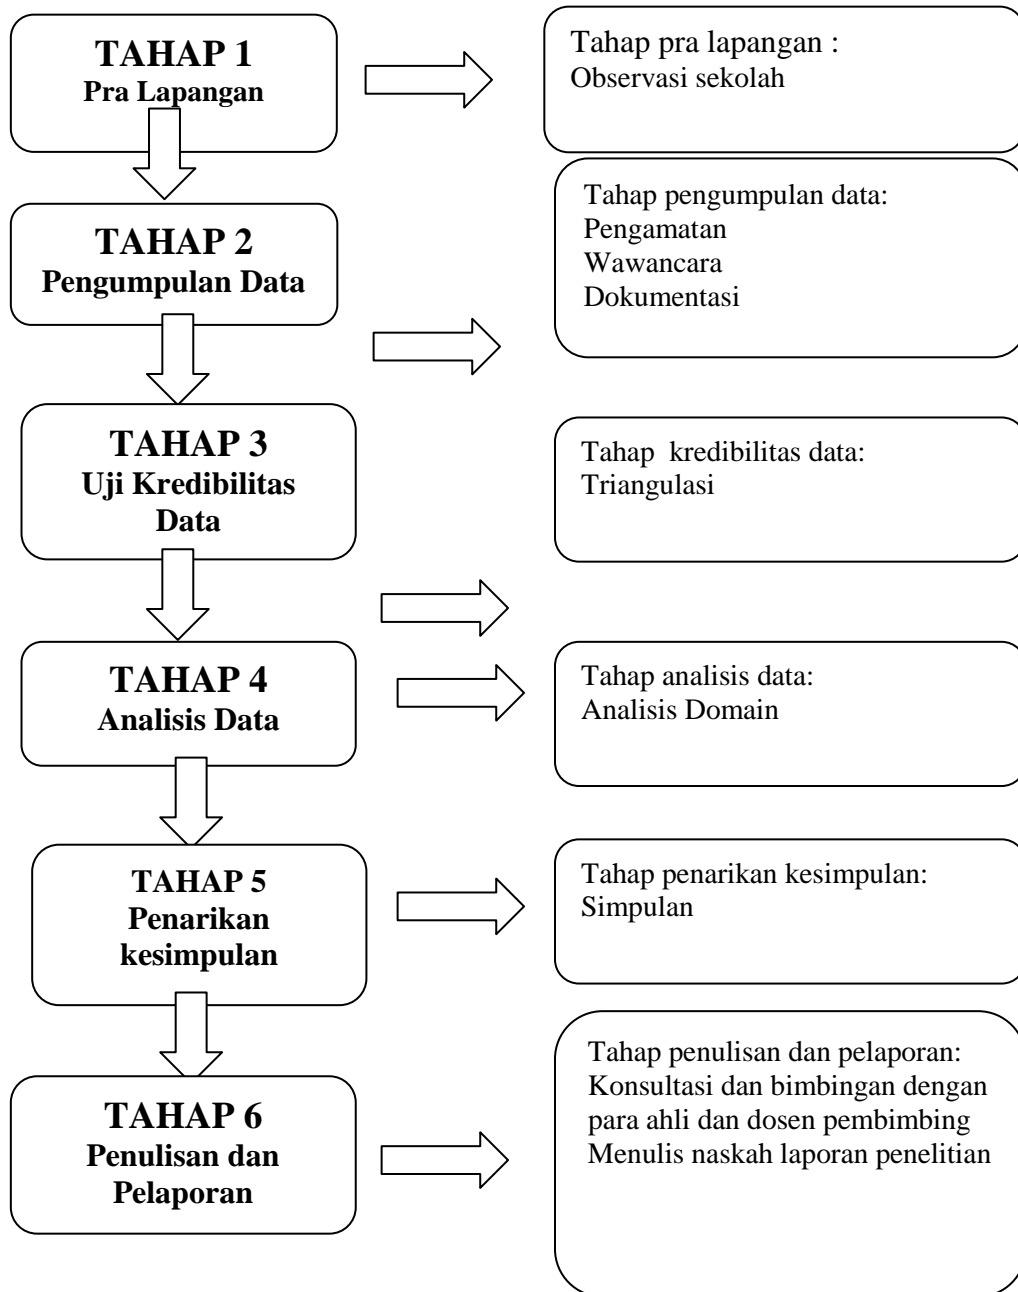 TAHAP 1
Pra Lapangan
Tahap pra lapangan :
Observasi sekolah
TAHAP 2
Pengumpulan Data
Tahap pengumpulan data:
Pengamatan
Wawancara
Dokumentasi
TAHAP 3
Uji Kredibilitas
Data
Tahap  kredibilitas data:
Triangulasi
TAHAP 4
Analisis Data
Tahap analisis data:
Analisis Domain
TAHAP 5
Penarikan
kesimpulan
Tahap penarikan kesimpulan:
Simpulan
TAHAP 6
Penulisan dan
Pelaporan
Tahap penulisan dan pelaporan:
Konsultasi dan bimbingan dengan
para ahli dan dosen pembimbing
Menulis naskah laporan penelitian